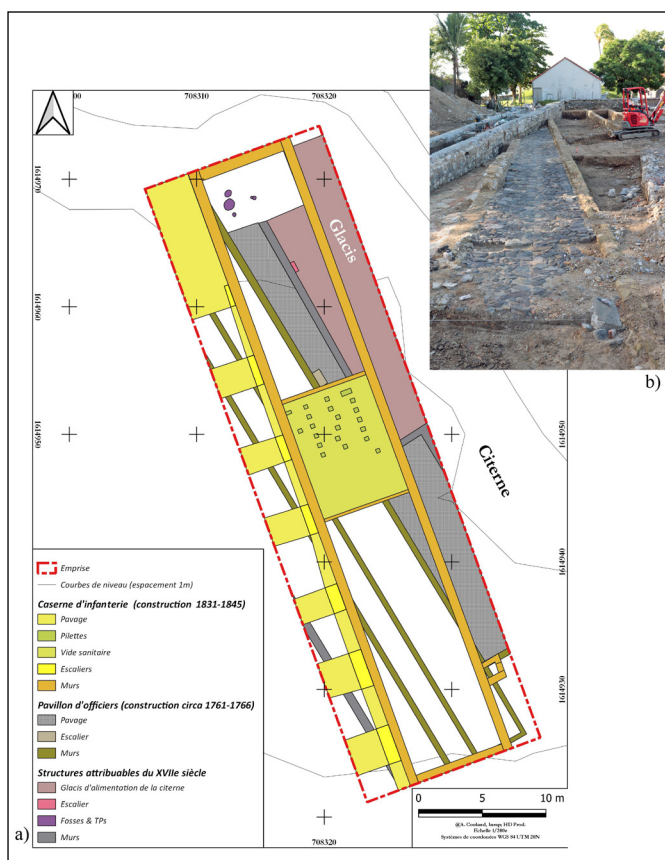 00
708310
708320
b)
1614970
1614970
Glacis
1614960
1614960
1614950
1614950
Citerne
1614940
1614930
Emprise
Courbes de niveau (espacement 1m)
Caserne d'infanterie (construction 1831-1845)
Pavage
Pilettes
Vide sanitaire
Escaliers
Murs
Pavillon d'officiers (construction circa 1761-1766)
Pavage
Escalier
Murs
Structures attribuables du XVIIe siècle
Glacis d'alimentation de la citerne
Escalier
Fosses & TPs
Murs
a)
708320
0 5 10 m
Echelle 1/200e
Systèmes de coordonnées WGS 84 UTM 20N